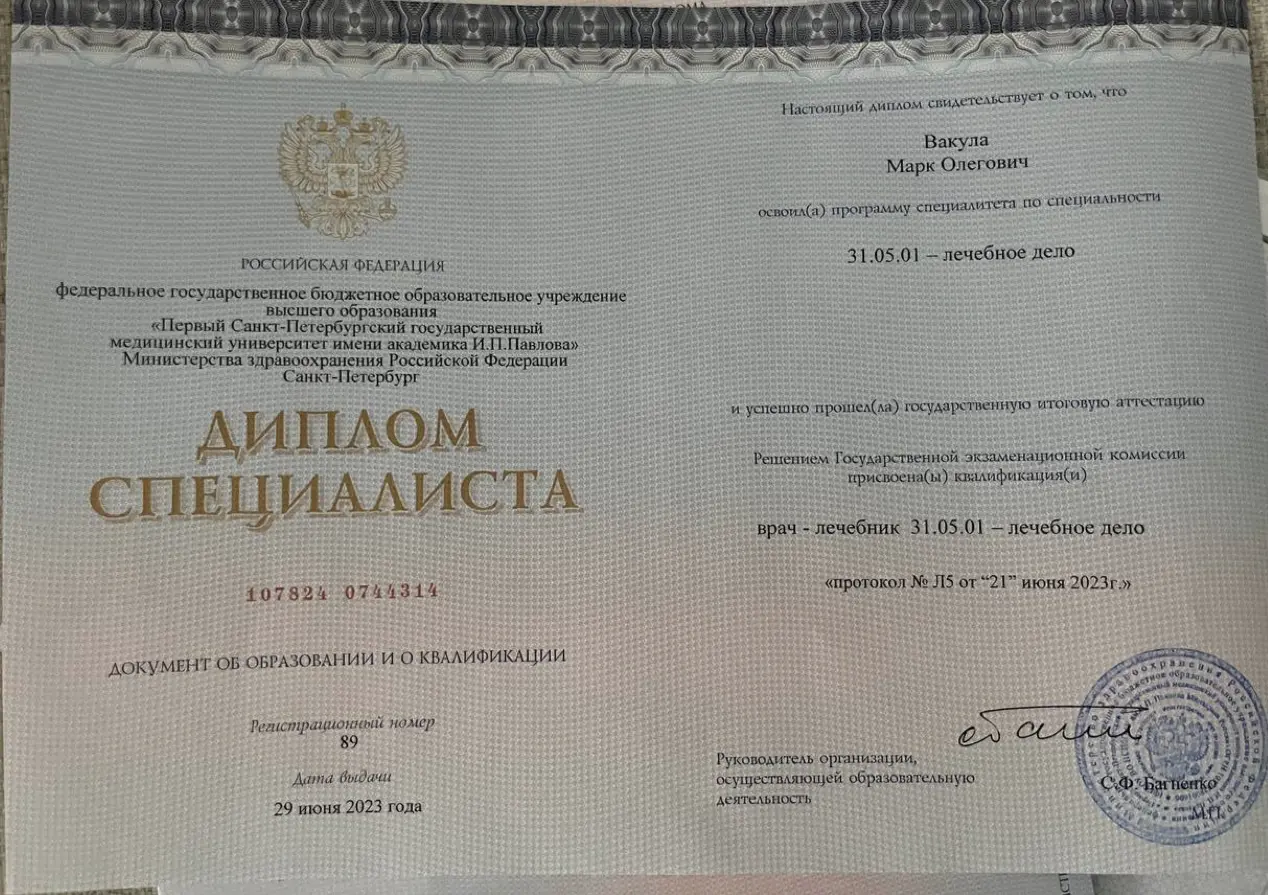 РОССИЙСКАЯ ФЕДЕРАЦИЯ
федеральное государственное бюджетное образовательное учреждение
высшего образования
«Первый Санкт-Петербургский государственный
медицинский университет имени академика И.П.Павлова»
Министерства здравоохранения Российской Федерации
Санкт-Петербург
ДИПЛОМ
СПЕЦИАЛИСТА
107824 0744314
ДОКУМЕНТ ОБ ОБРАЗОВАНИИ И О КВАЛИФИКАЦИИ
Регистрационный номер
89
Дата выдачи
29 июня 2023 года
Настоящий диплом свидетельствует о том, что
Вакула
Марк Олегович
освоил(а) программу специалитета по специальности
31.05.01 – лечебное дело
и успешно прошел(ла) государственную итоговую аттестацию
Решением Государственной экзаменационной комиссии
присвоена(ы) квалификация(и)
врач - лечебник 31.05.01 – лечебное дело
«протокол № Л5 от “21” июня 2023г.»
Руководитель организации,
осуществляющей образовательную
деятельность
С.Ф. Багненко
М.П.